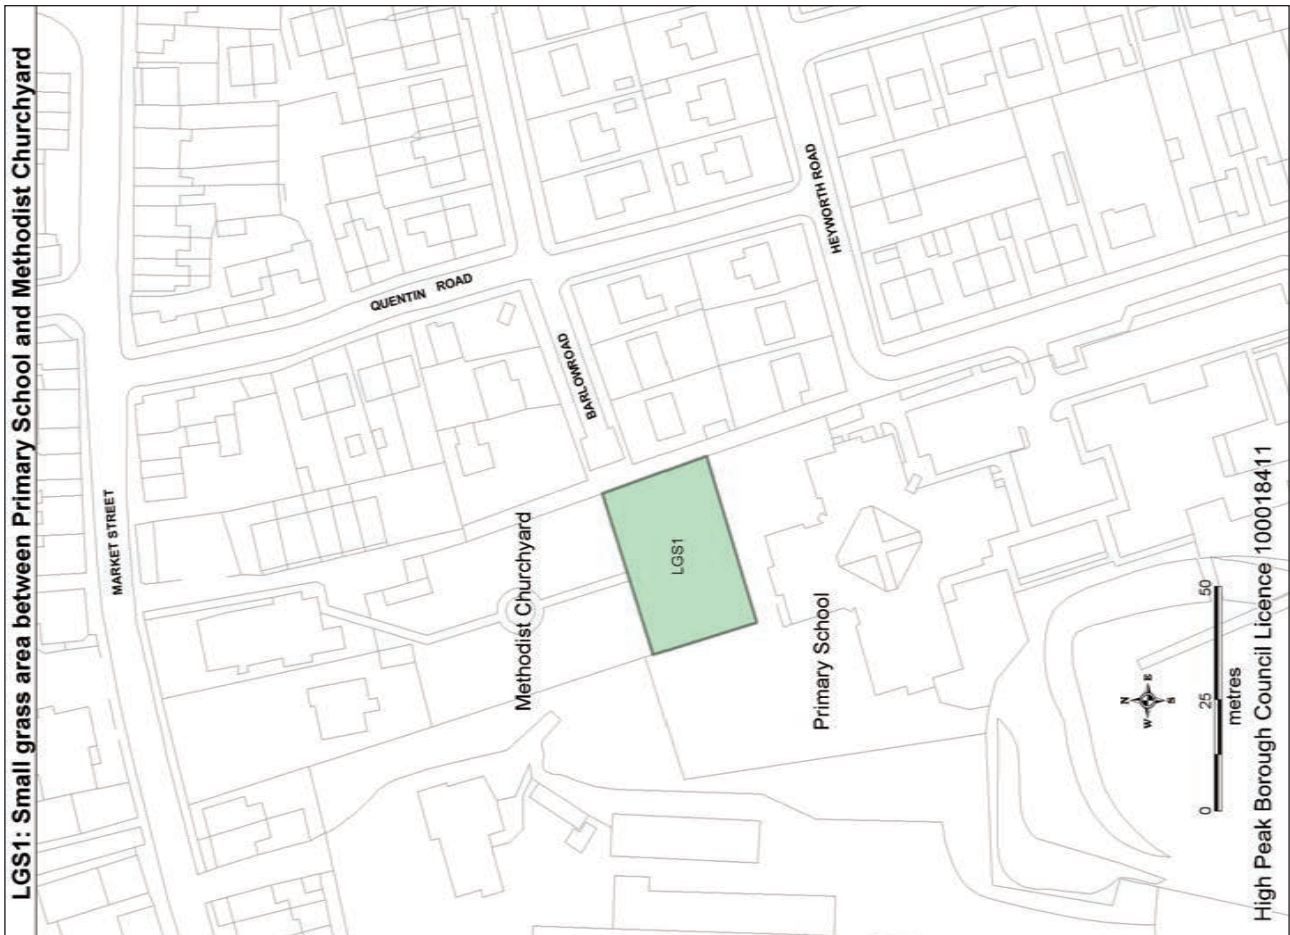 LGS1: Small grass area between Primary School and Methodist Churchyard
MARKET STREET
QUENTIN ROAD
BARLOWROAD
HEYWORTH ROAD
Methodist Churchyard
LGS1
Primary School
N
W E
S
0 25 50
metres
High Peak Borough Council Licence 100018411